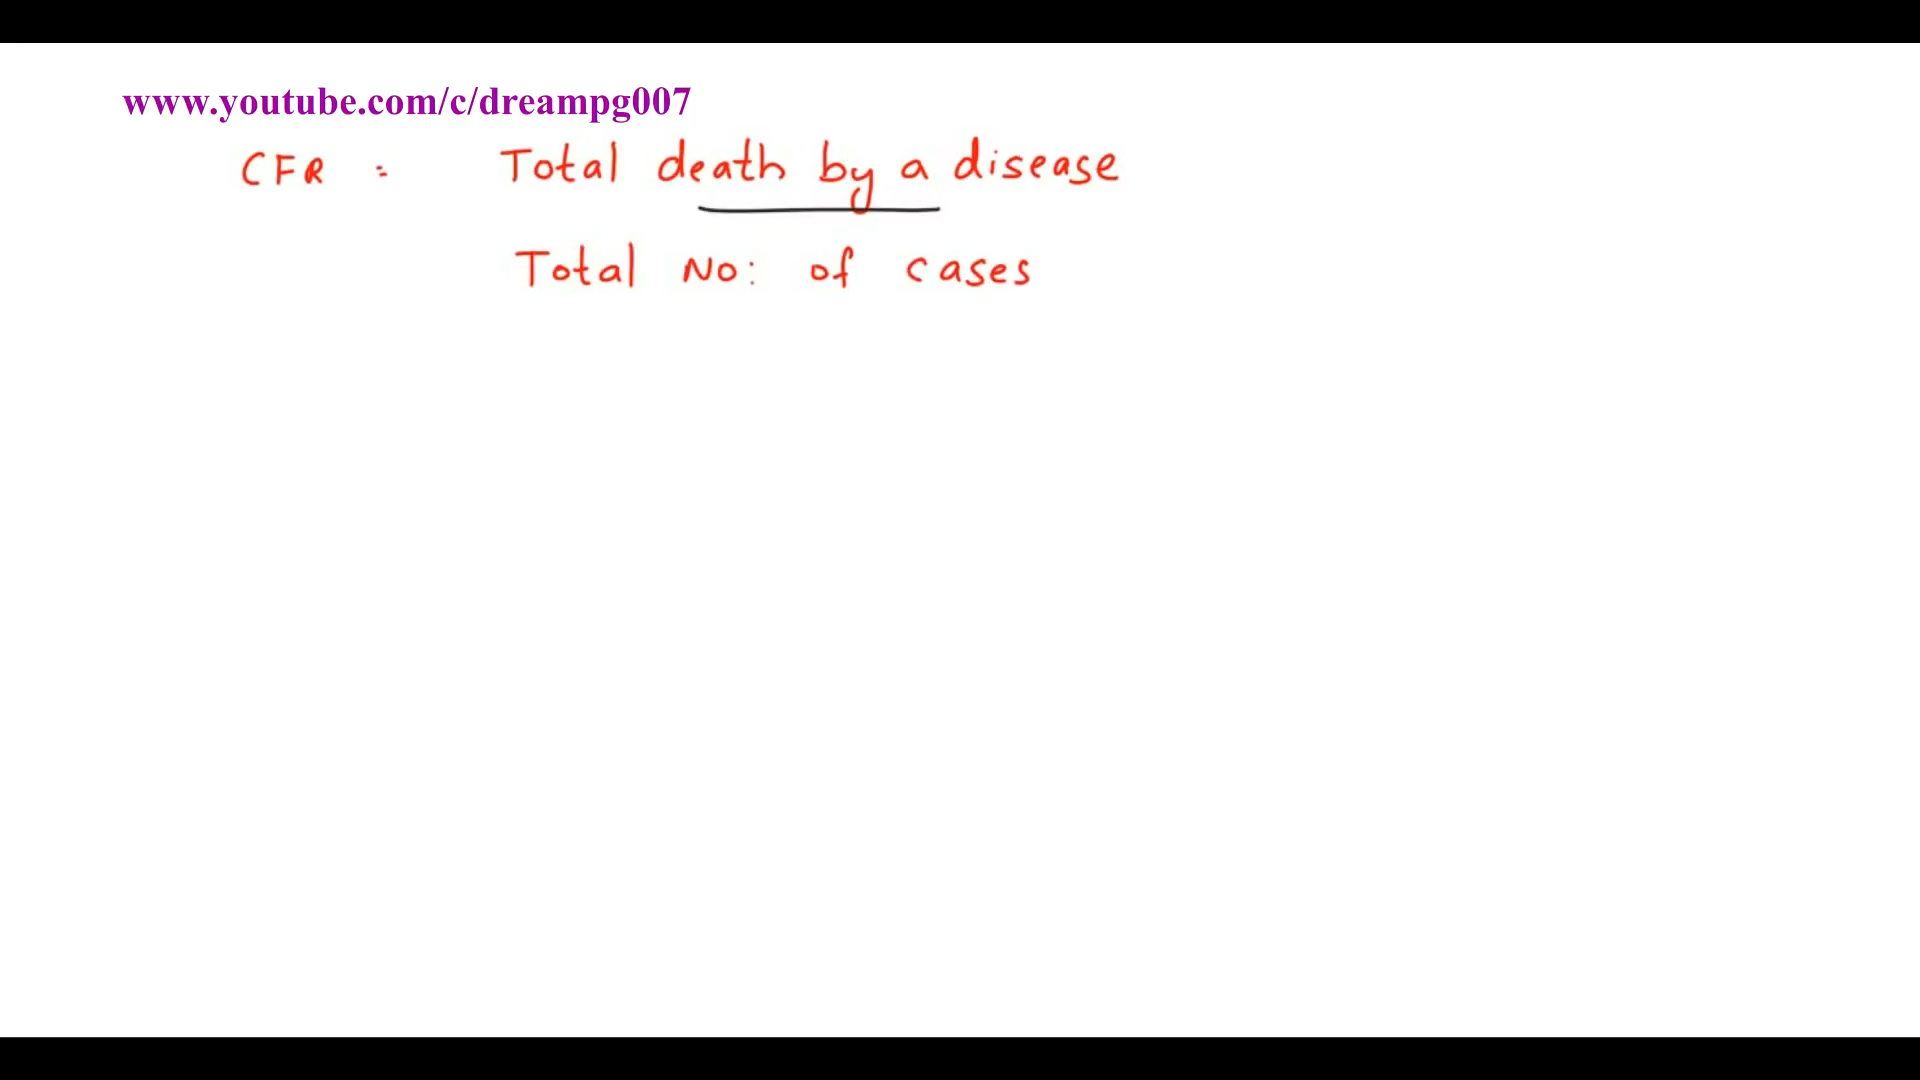 www.youtube.com/c/dreampg007
CFR = Total death by a disease
Total No: of cases